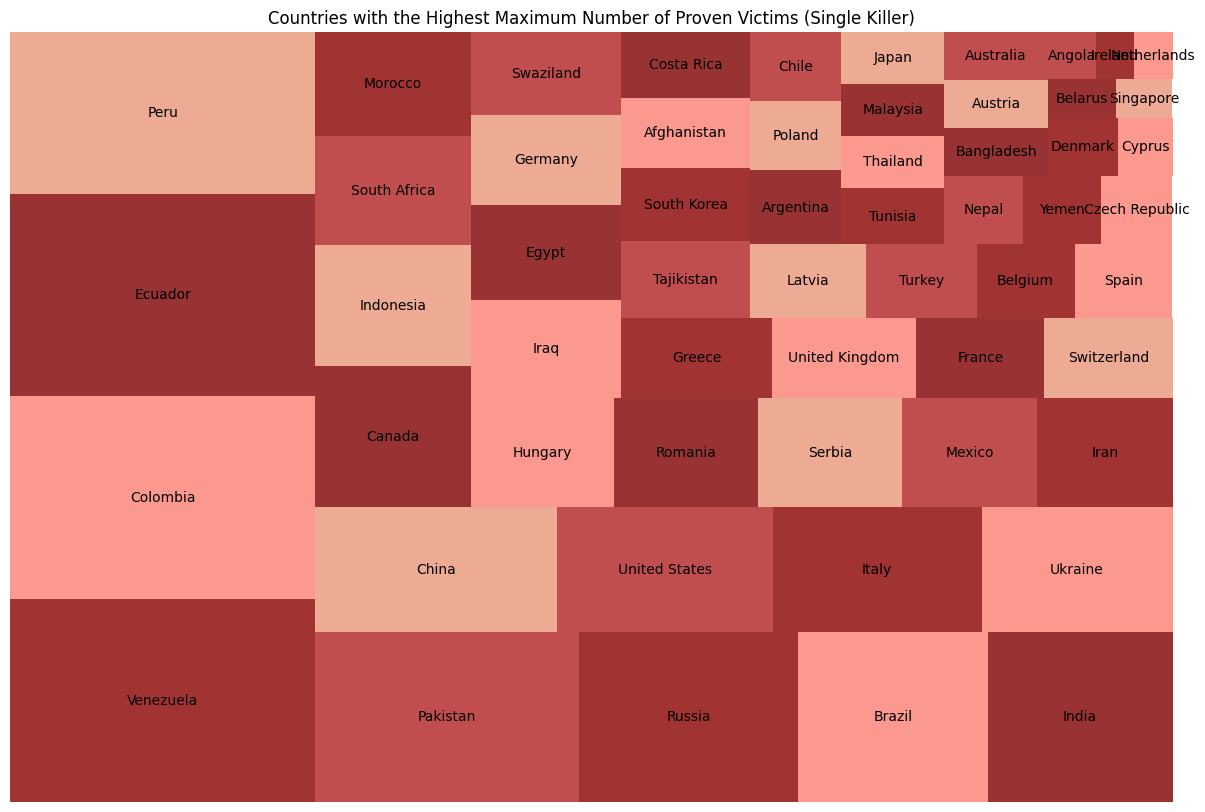 Countries with the Highest Maximum Number of Proven Victims (Single Killer)
Peru
Ecuador
Colombia
Venezuela
Morocco
South Africa
Indonesia
Canada
Swaziland
Germany
Egypt
Iraq
Hungary
Costa Rica
Afghanistan
South Korea
Tajikistan
Chile
Poland
Argentina
Japan
Malaysia
Thailand
Tunisia
Australia
Angola
Ireland
Netherlands
Austria
Belarus
Singapore
Bangladesh
Denmark
Cyprus
Nepal
Yemen
Czech Republic
Latvia
Turkey
Belgium
Spain
Greece
United Kingdom
France
Switzerland
Romania
Serbia
Mexico
Iran
China
United States
Italy
Ukraine
Pakistan
Russia
Brazil
India